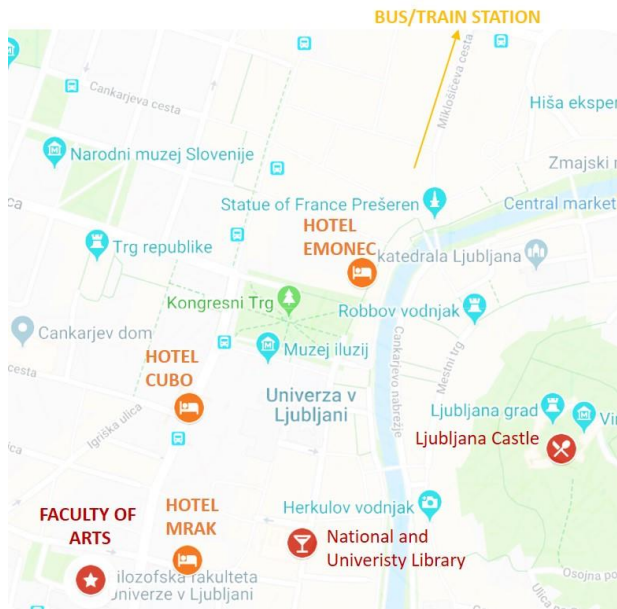 BUS/TRAIN STATION
Cankarjeva cesta
Miklošičeva cesta
Hiša ekspe
Narodni muzej Slovenije
Zmajski
Statue of France Prešeren
Central market
HOTEL
EMONEC
Trg republike
katedrala Ljubljana
Kongresni Trg
Robbov vodnjak
Cankarjev dom
Muzej iluzij
Cankarjevo nabrežje
Mestni trg
HOTEL
CUBO
cesta
Univerza v
Ljubljani
Igriška ulica
Ljubljana grad
Vir
Ljubljana Castle
HOTEL
MRAK
Herkulov vodnjak
FACULTY OF
ARTS
National and
Univeristy Library
ilozofska fakulteta
univerze v Ljubljani
Osojna po